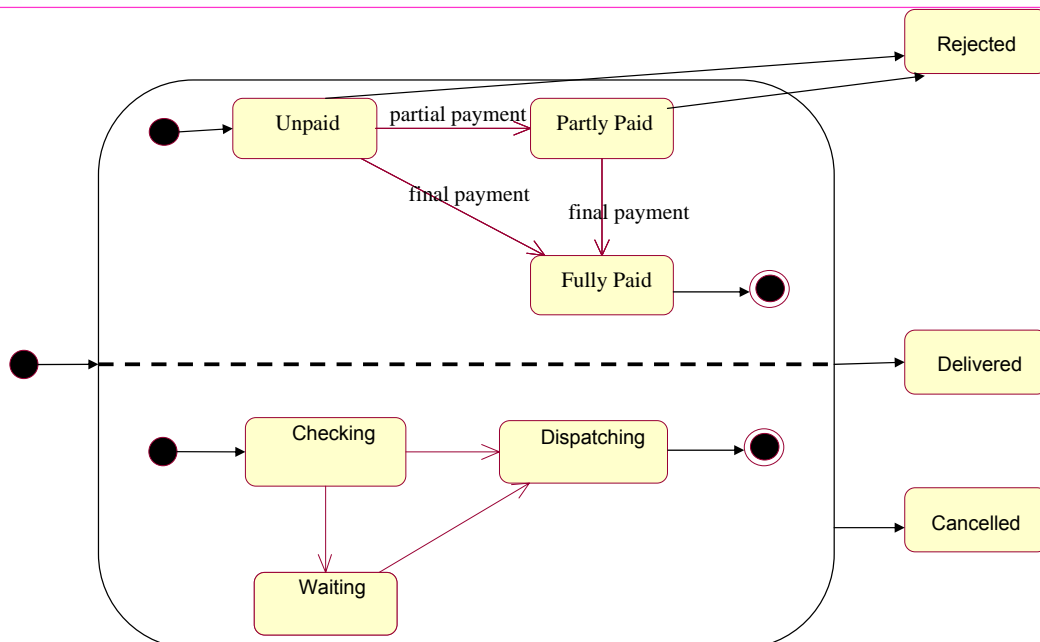 Rejected
Unpaid
partial payment
Partly Paid
final payment
final payment
Fully Paid
Delivered
Checking
Dispatching
Cancelled
Waiting